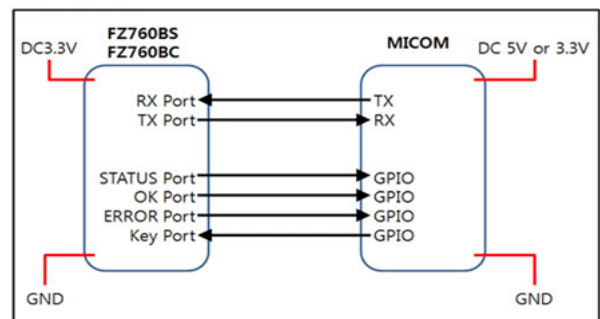 FZ760BS
FZ760BC
MICOM
DC3.3V
DC 5V or 3.3V
RX Port TX
TX Port RX
STATUS Port GPIO
OK Port GPIO
ERROR Port GPIO
Key Port GPIO
GND GND